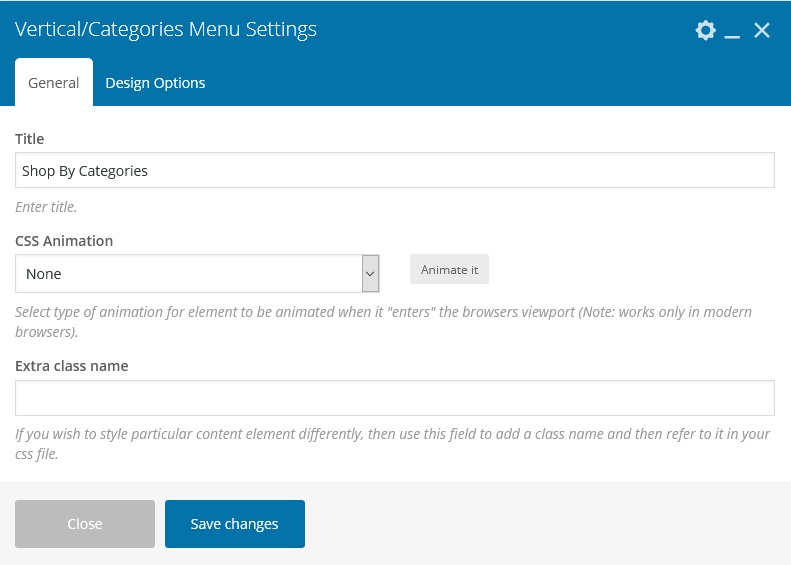 Vertical/Categories Menu Settings
General
Design Options
Title
Shop By Categories
Enter title.
CSS Animation
None
Animate it
Select type of animation for element to be animated when it "enters" the browsers viewport (Note: works only in modern
browsers).
Extra class name
If you wish to style particular content element differently, then use this field to add a class name and then refer to it in your
css file.
Close
Save changes